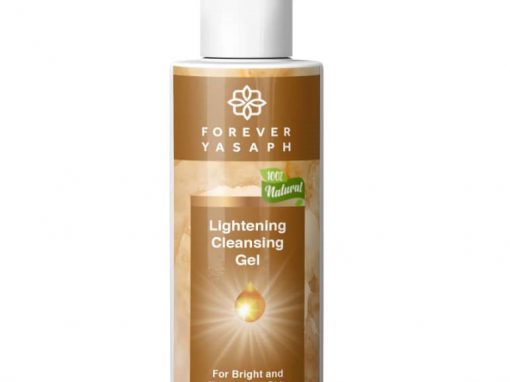 FOREVER
YASAPH
100%
Natural
Lightening
Cleansing
Gel
For Bright and